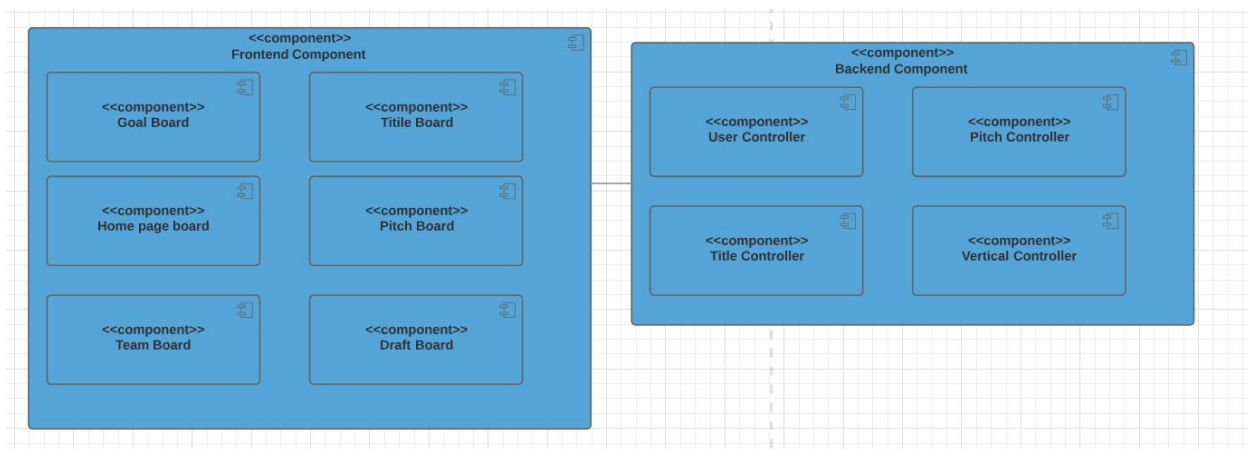 <<component>>
Frontend Component
<<component>>
Goal Board
<<component>>
Titile Board
<<component>>
Home page board
<<component>>
Pitch Board
<<component>>
Team Board
<<component>>
Draft Board
<<component>>
Backend Component
<<component>>
User Controller
<<component>>
Pitch Controller
<<component>>
Title Controller
<<component>>
Vertical Controller